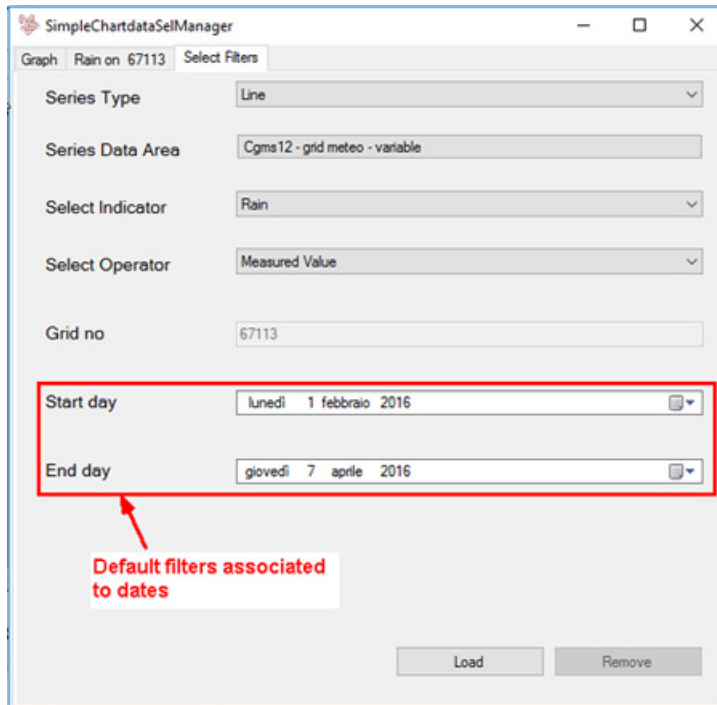 SimpleChartdataSelManager
Graph Rain on 67113 Select Filters
Series Type Line
Series Data Area Cgms12 - grid meteo - variable
Select Indicator Rain
Select Operator Measured Value
Grid no 67113
Start day lunedì 1 febbraio 2016
End day giovedì 7 aprile 2016
Default filters associated
to dates
Load Remove